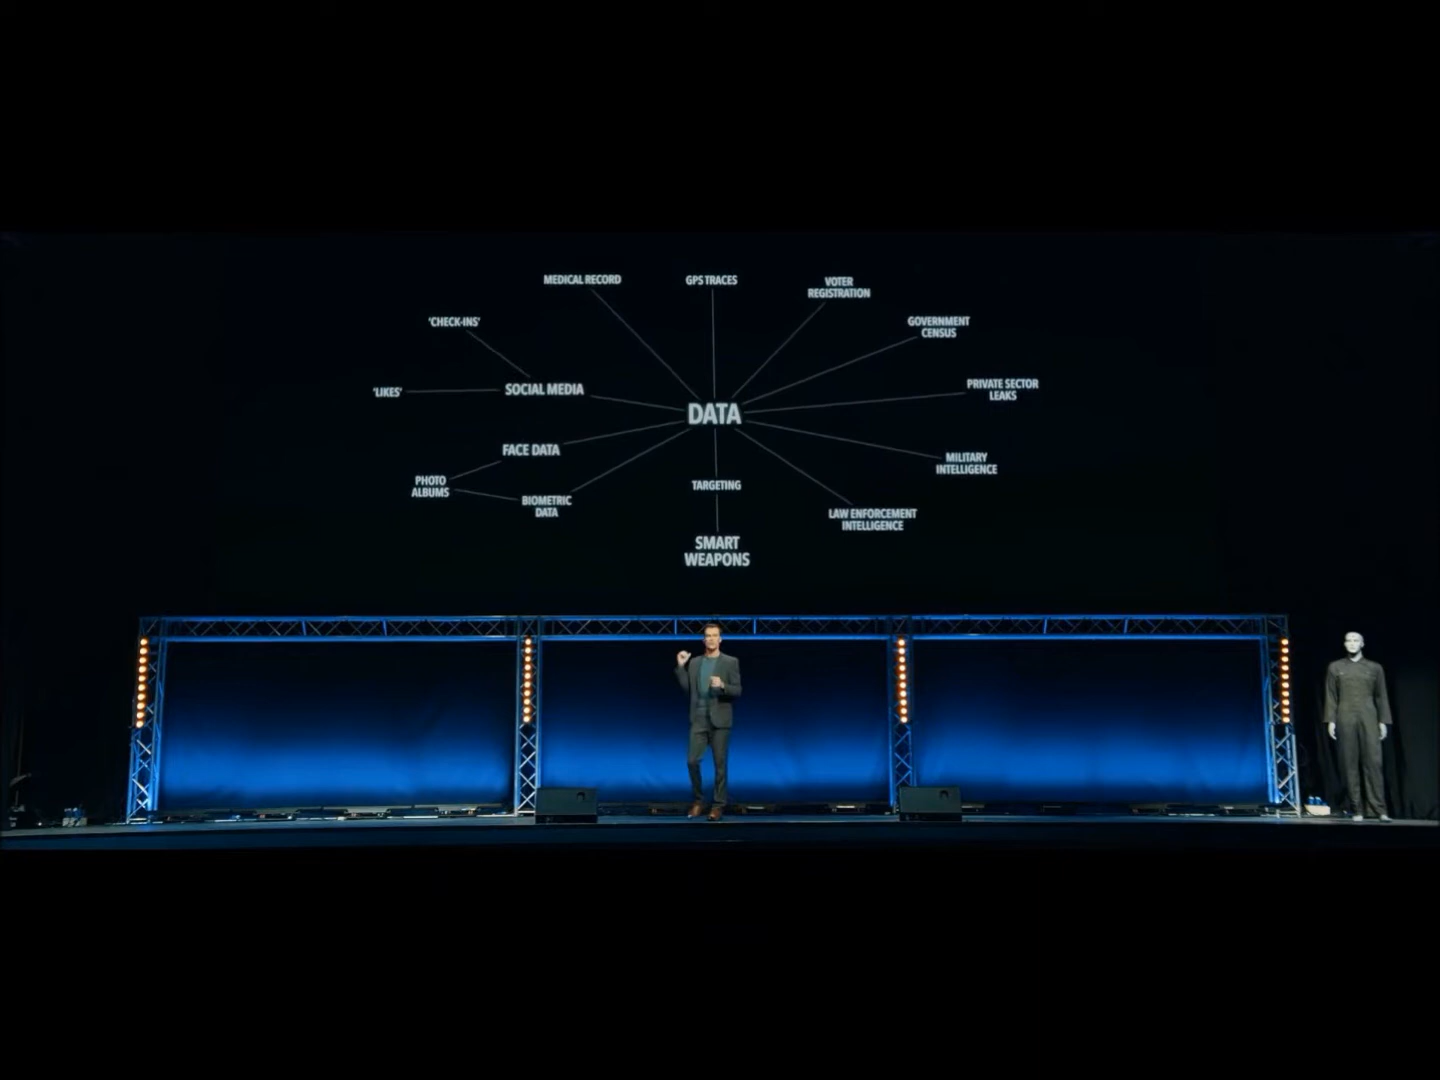 MEDICAL RECORD
GPS TRACES
VOTER
REGISTRATION
'CHECK-INS'
GOVERNMENT
CENSUS
'LIKES'
SOCIAL MEDIA
PRIVATE SECTOR
LEAKS
DATA
FACE DATA
MILITARY
INTELLIGENCE
PHOTO
ALBUMS
BIOMETRIC
DATA
TARGETING
LAW ENFORCEMENT
INTELLIGENCE
SMART
WEAPONS